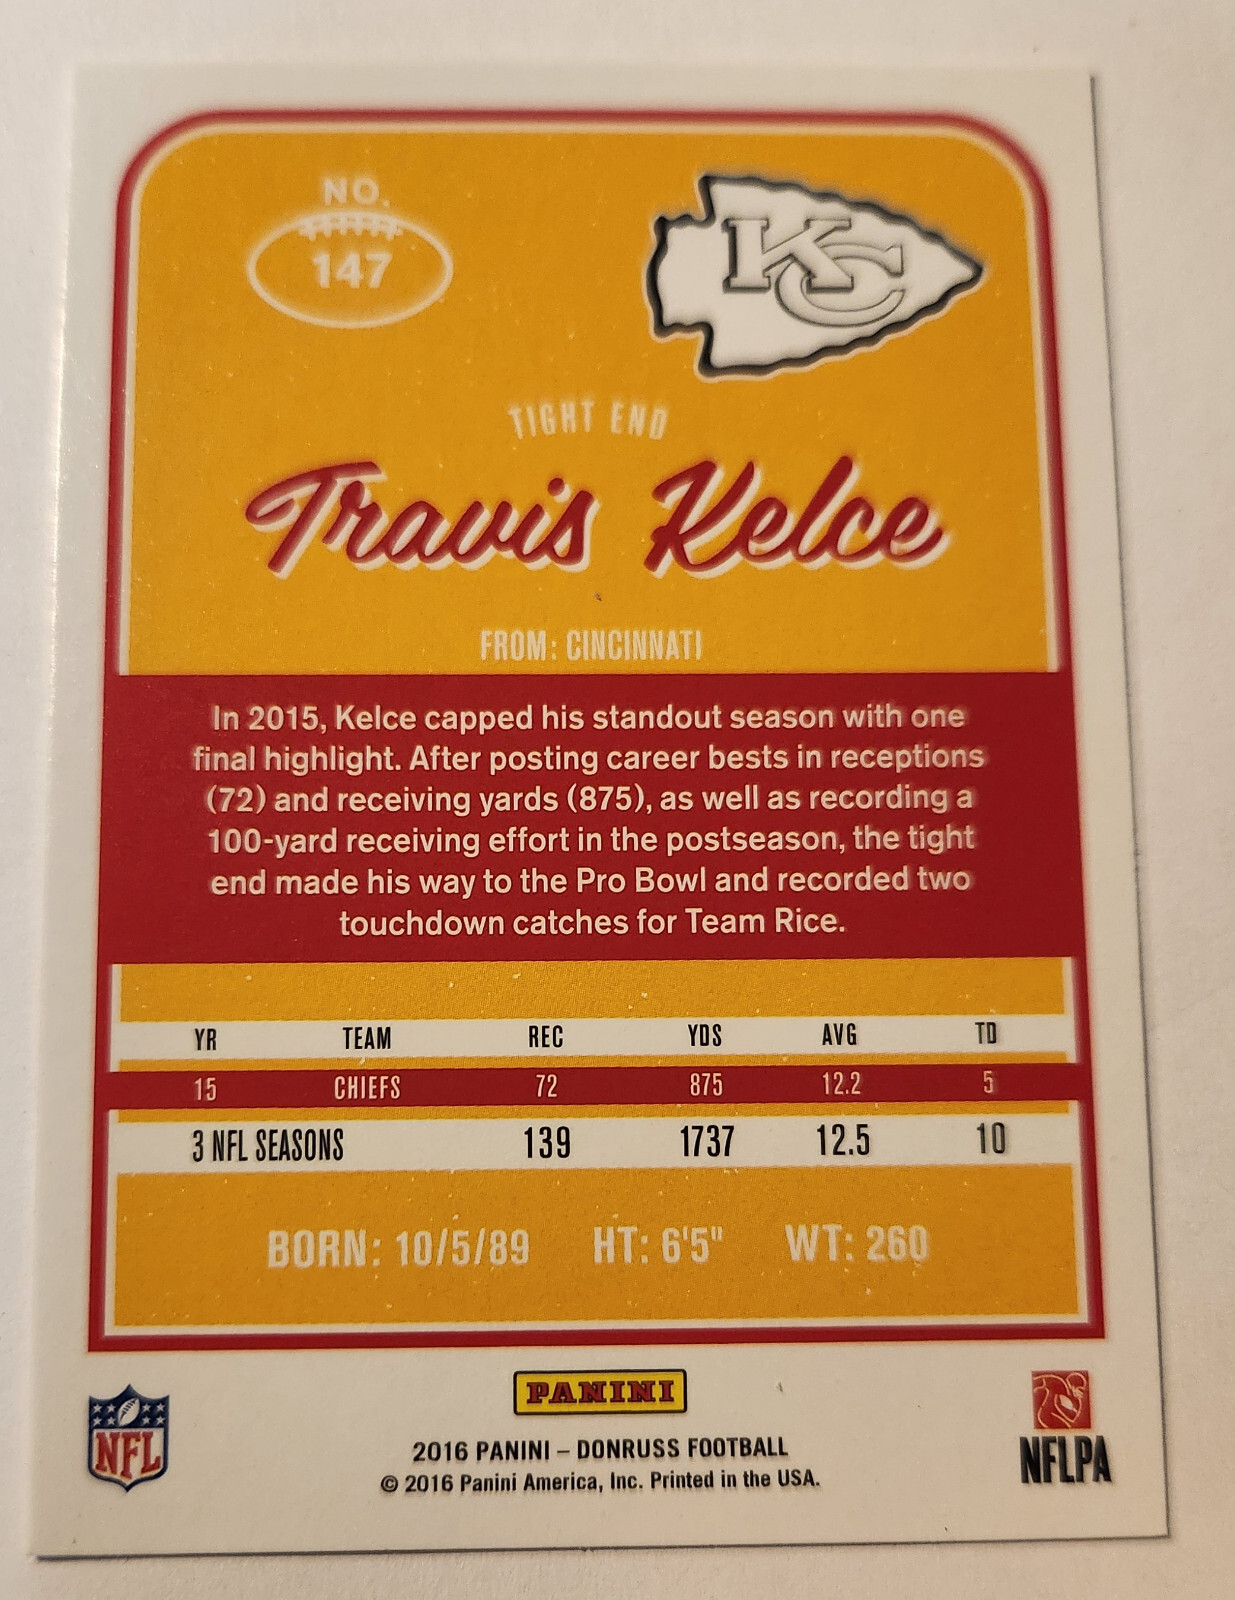 NO.
147
KC
TIGHT END
Travis Kelce
FROM: CINCINNATI
In 2015, Kelce capped his standout season with one
final highlight. After posting career bests in receptions
(72) and receiving yards (875), as well as recording a
100-yard receiving effort in the postseason, the tight
end made his way to the Pro Bowl and recorded two
touchdown catches for Team Rice.
YR TEAM REC YDS AVG TD
15 CHIEFS 72 875 12.2 5
3 NFL SEASONS 139 1737 12.5 10
BORN: 10/5/89 HT: 6'5" WT: 260
NFL
PANINI
NFLPA
2016 PANINI – DONRUSS FOOTBALL
© 2016 Panini America, Inc. Printed in the USA.